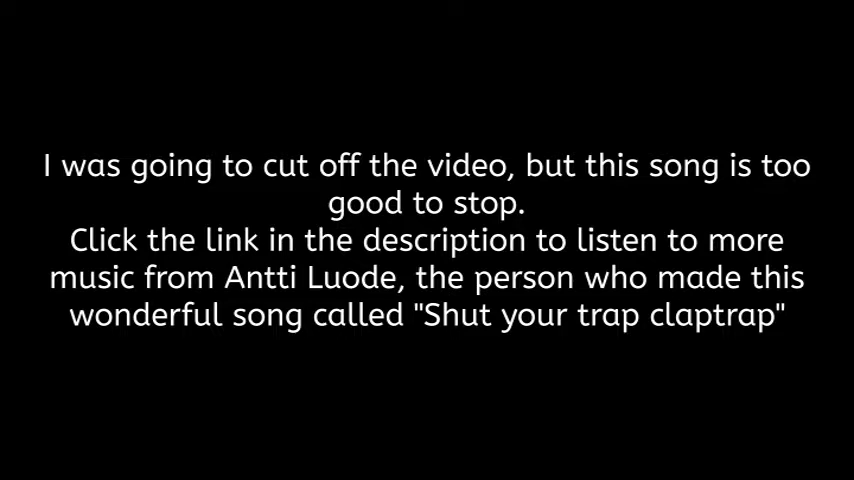 I was going to cut off the video, but this song is too
good to stop.
Click the link in the description to listen to more
music from Antti Luode, the person who made this
wonderful song called "Shut your trap claptrap"